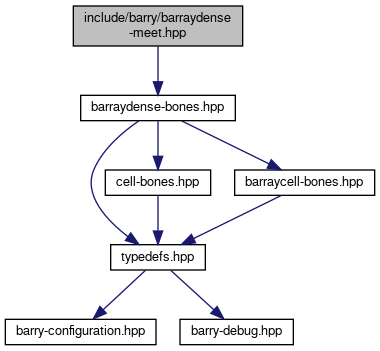 include/barry/barraydense
-meet.hpp
barraydense-bones.hpp
cell-bones.hpp
barraycell-bones.hpp
typedefs.hpp
barry-configuration.hpp
barry-debug.hpp